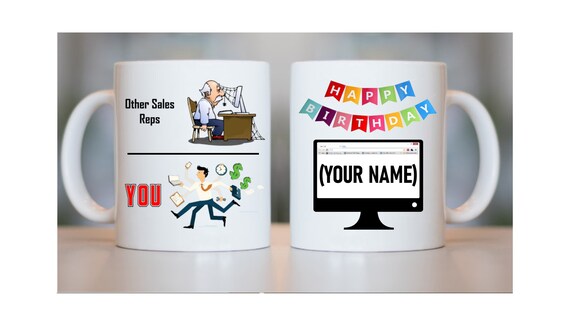 Other Sales
Reps
YOU
HAPPY
BIRTHDAY
(YOUR NAME)